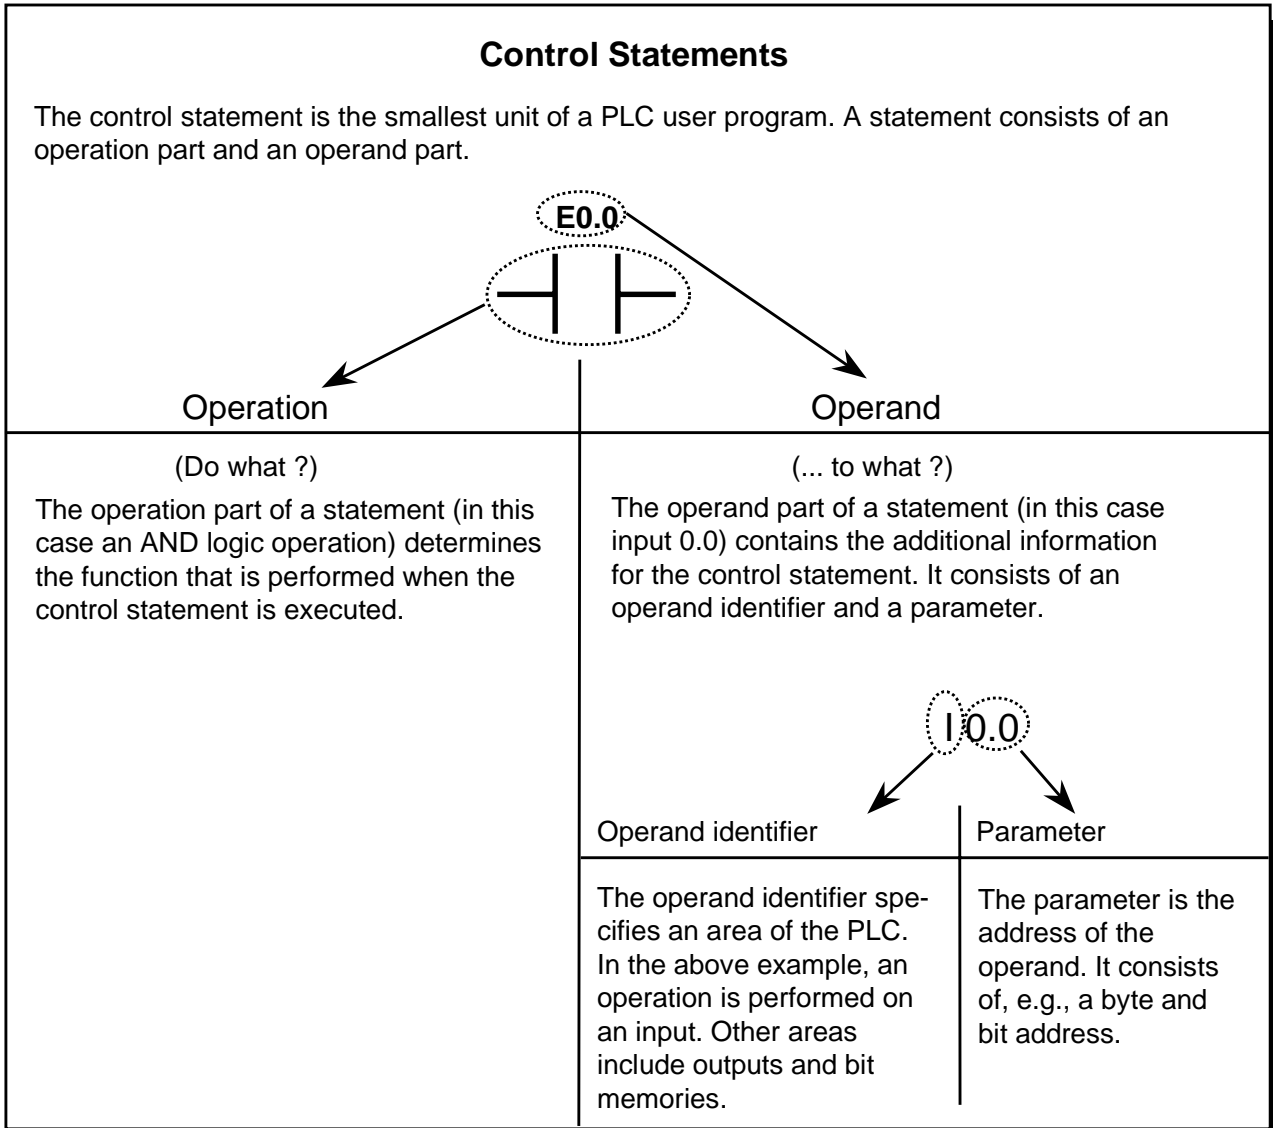 Control Statements
The control statement is the smallest unit of a PLC user program. A statement consists of an
operation part and an operand part.
E0.0
Operation
Operand
(Do what ?)
The operation part of a statement (in this
case an AND logic operation) determines
the function that is performed when the
control statement is executed.
(... to what ?)
The operand part of a statement (in this case
input 0.0) contains the additional information
for the control statement. It consists of an
operand identifier and a parameter.
I 0.0
Operand identifier
The operand identifier spe-
cifies an area of the PLC.
In the above example, an
operation is performed on
an input. Other areas
include outputs and bit
memories.
Parameter
The parameter is the
address of the
operand. It consists
of, e.g., a byte and
bit address.